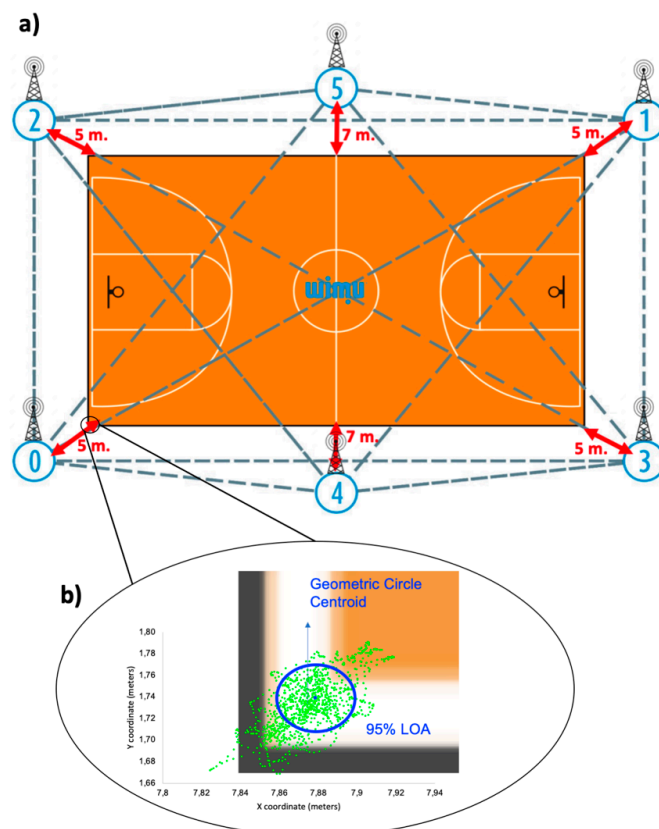 a)
5
2
1
5 m.
7 m.
5 m.
wimu
0
5 m.
7 m.
4
5 m.
3
b)
Geometric Circle
Centroid
1,80
1,78
1,76
1,74
1,72
1,70
1,68
1,66
Y coordinate (meters)
95% LOA
7,8
7,82
7,84
7,86
7,88
7,9
7,92
7,94
X coordinate (meters)